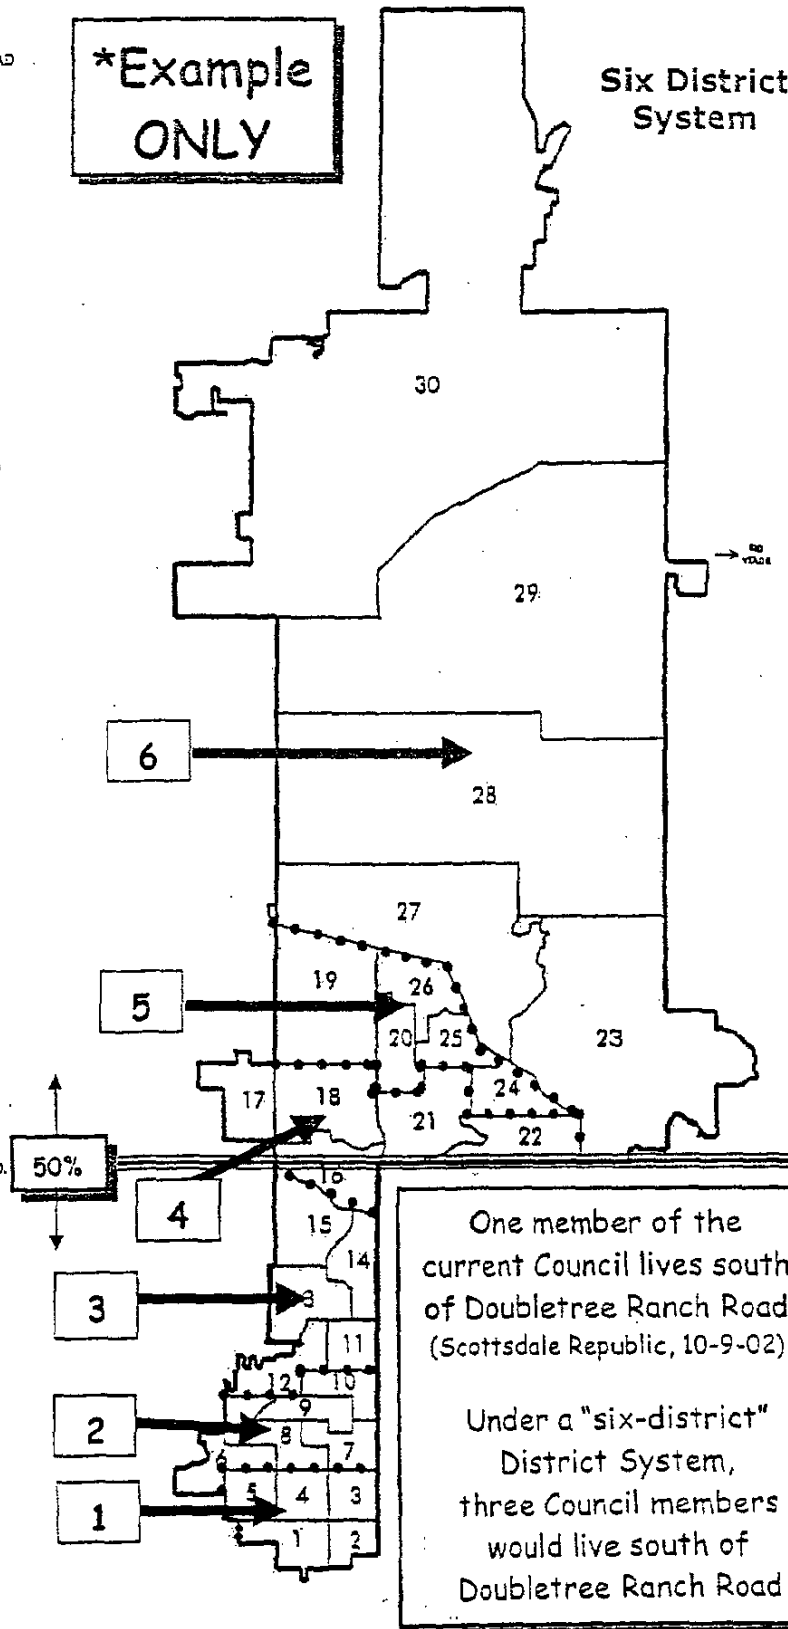 *Example
ONLY
Six District
System
30
29
6
28
27
19
26
5
20
25
23
17
18
24
21
22
50%
16
4
15
14
3
11
12
10
9
2
8
7
6
5
4
3
1
1
2
One member of the
current Council lives south
of Doubletree Ranch Road
(Scottsdale Republic, 10-9-02)
Under a "six-district"
District System,
three Council members
would live south of
Doubletree Ranch Road